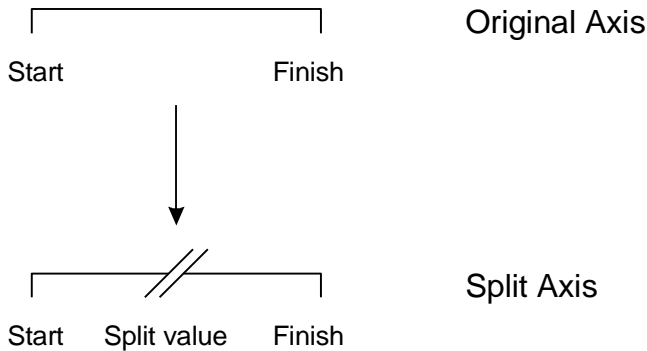 Original Axis
Start Finish
Split Axis
Start Split value Finish